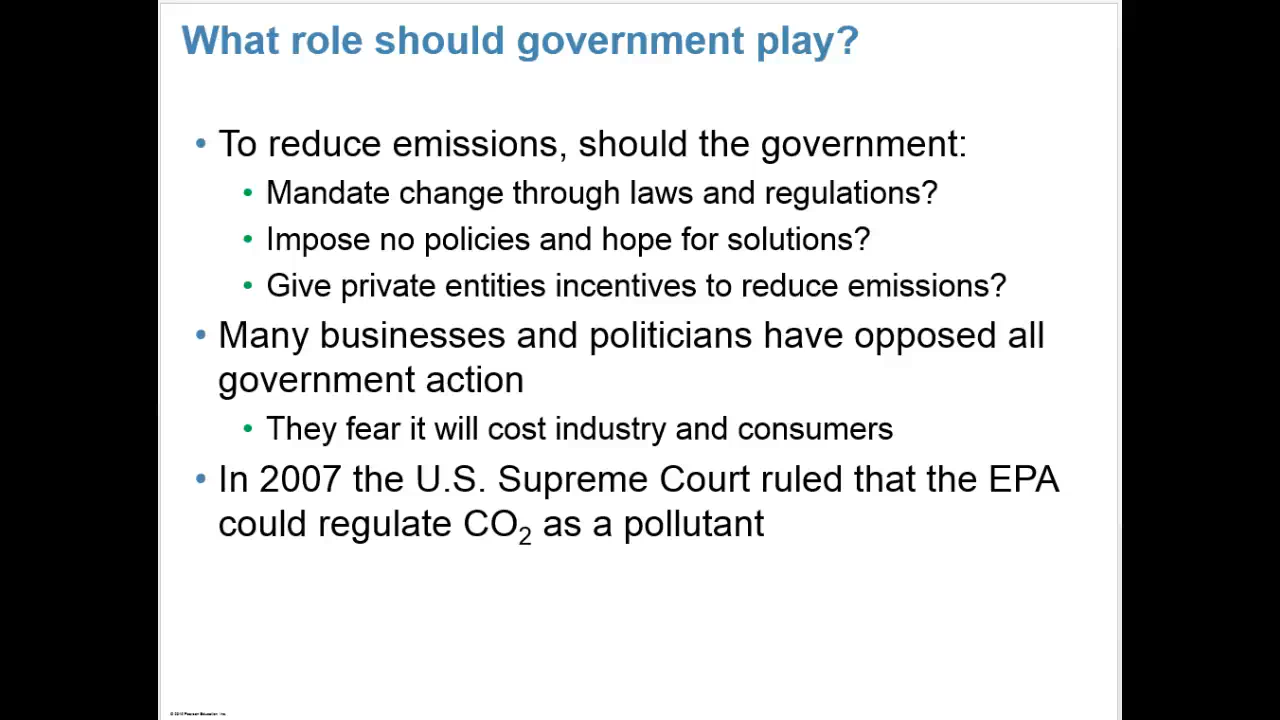 What role should government play?
• To reduce emissions, should the government:
• Mandate change through laws and regulations?
• Impose no policies and hope for solutions?
• Give private entities incentives to reduce emissions?
• Many businesses and politicians have opposed all
government action
• They fear it will cost industry and consumers
• In 2007 the U.S. Supreme Court ruled that the EPA
could regulate CO₂ as a pollutant
Pearson Education, Inc.